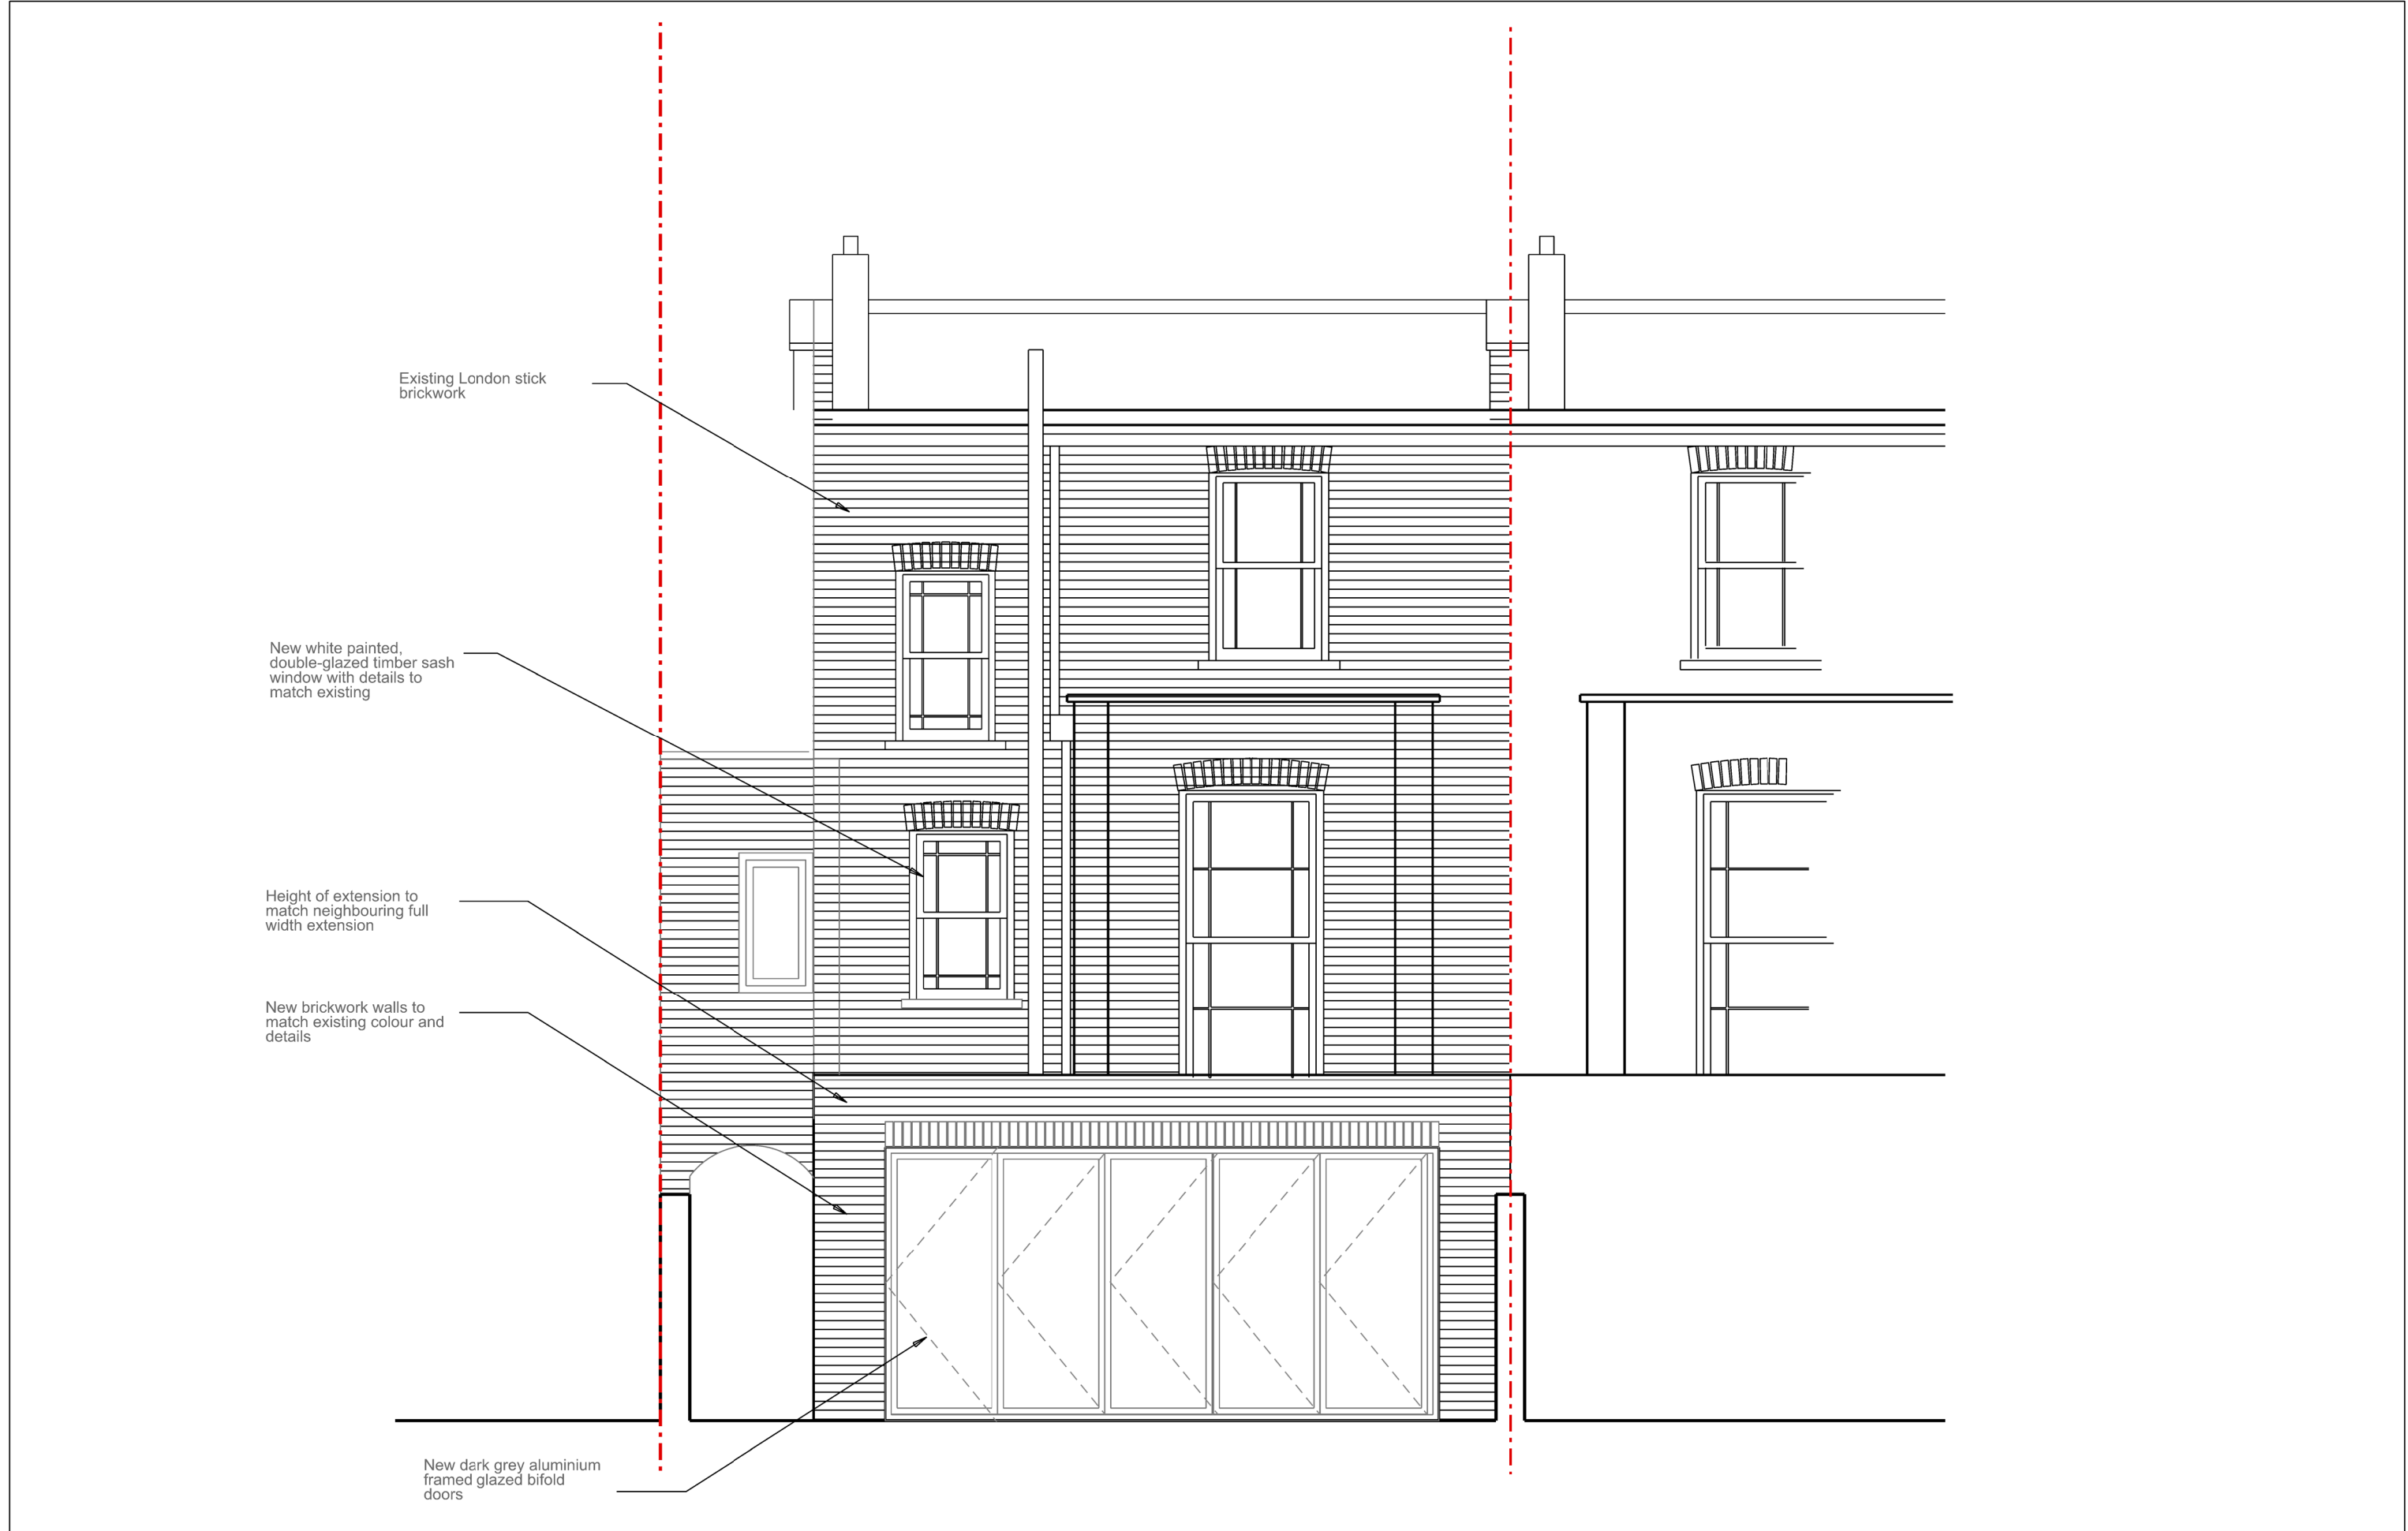 Existing London stick
brickwork
New white painted,
double-glazed timber sash
window with details to
match existing
Height of extension to
match neighbouring full
width extension
New brickwork walls to
match existing colour and
details
New dark grey aluminium
framed glazed bifold
doors